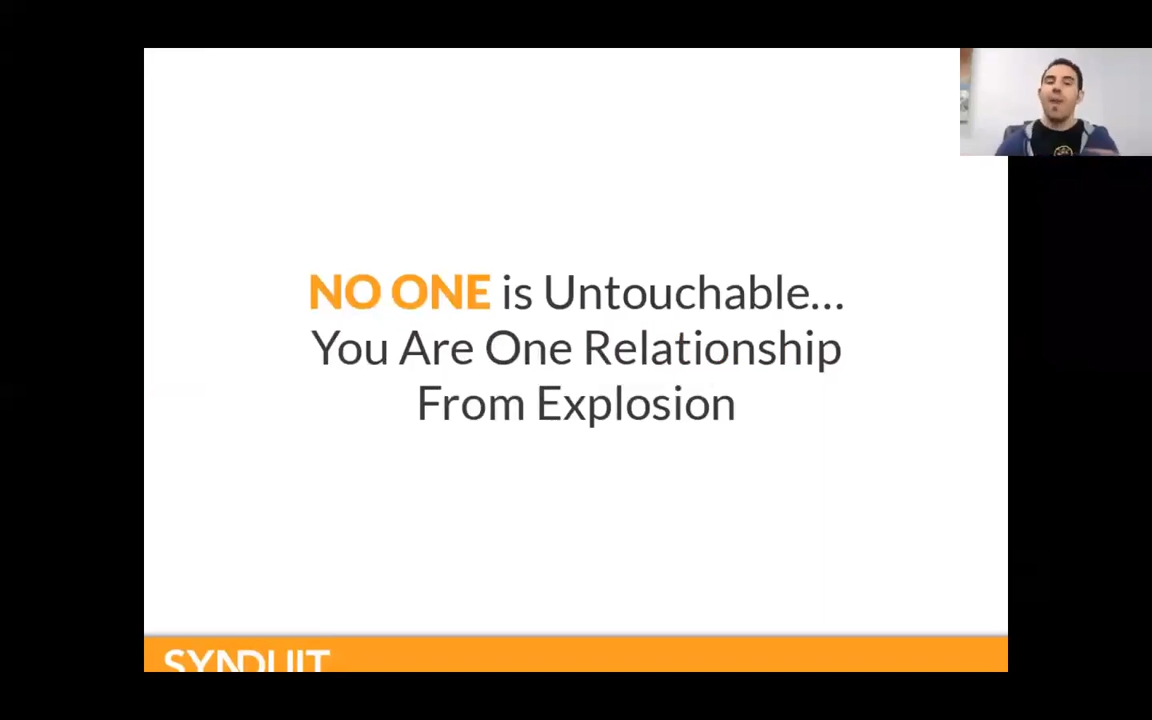 NO ONE is Untouchable...
You Are One Relationship
From Explosion
SYNDUIT